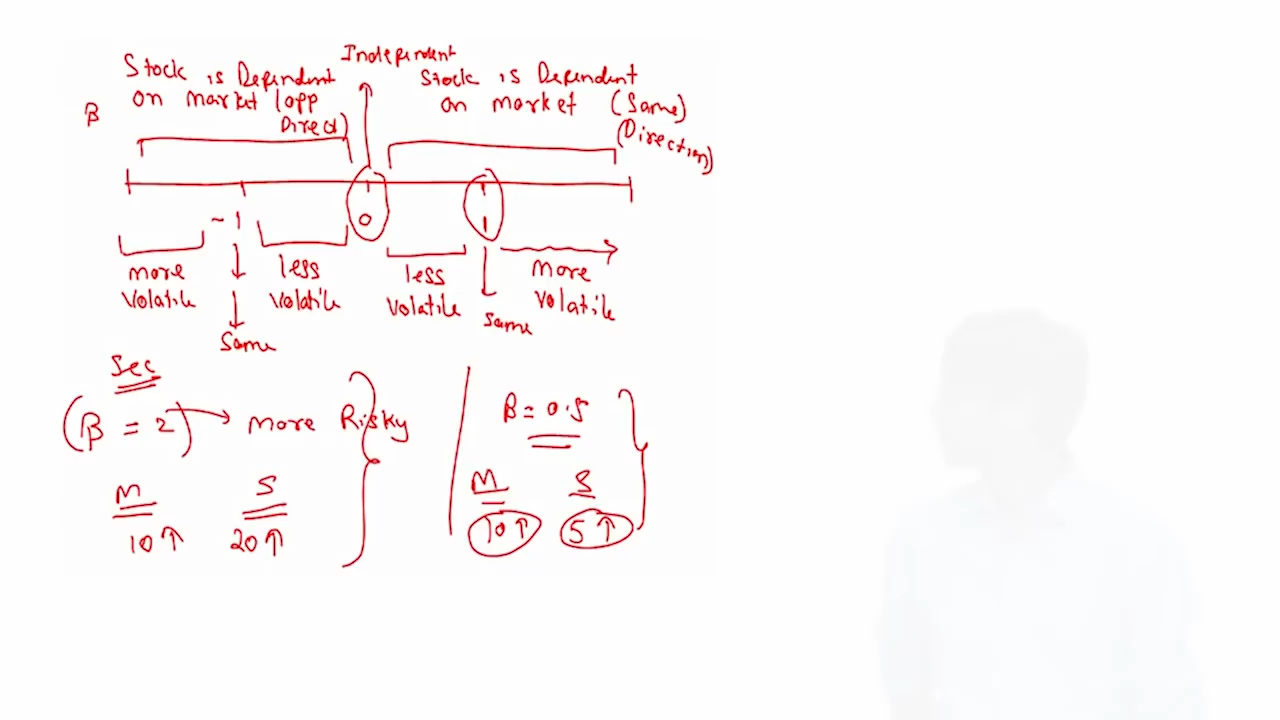 Independent
Stock is Dependent
on market (opp
Direct)
Stock is Dependent
on market (Same)
(Direction)
β
-1
0
1
more
volatile
less
volatile
less
volatile
more
volatile
Same
Same
Sec
(β = 2) → more Risky
M S
10↑ 20↑
β = 0.5
M S
10↑ 5↑